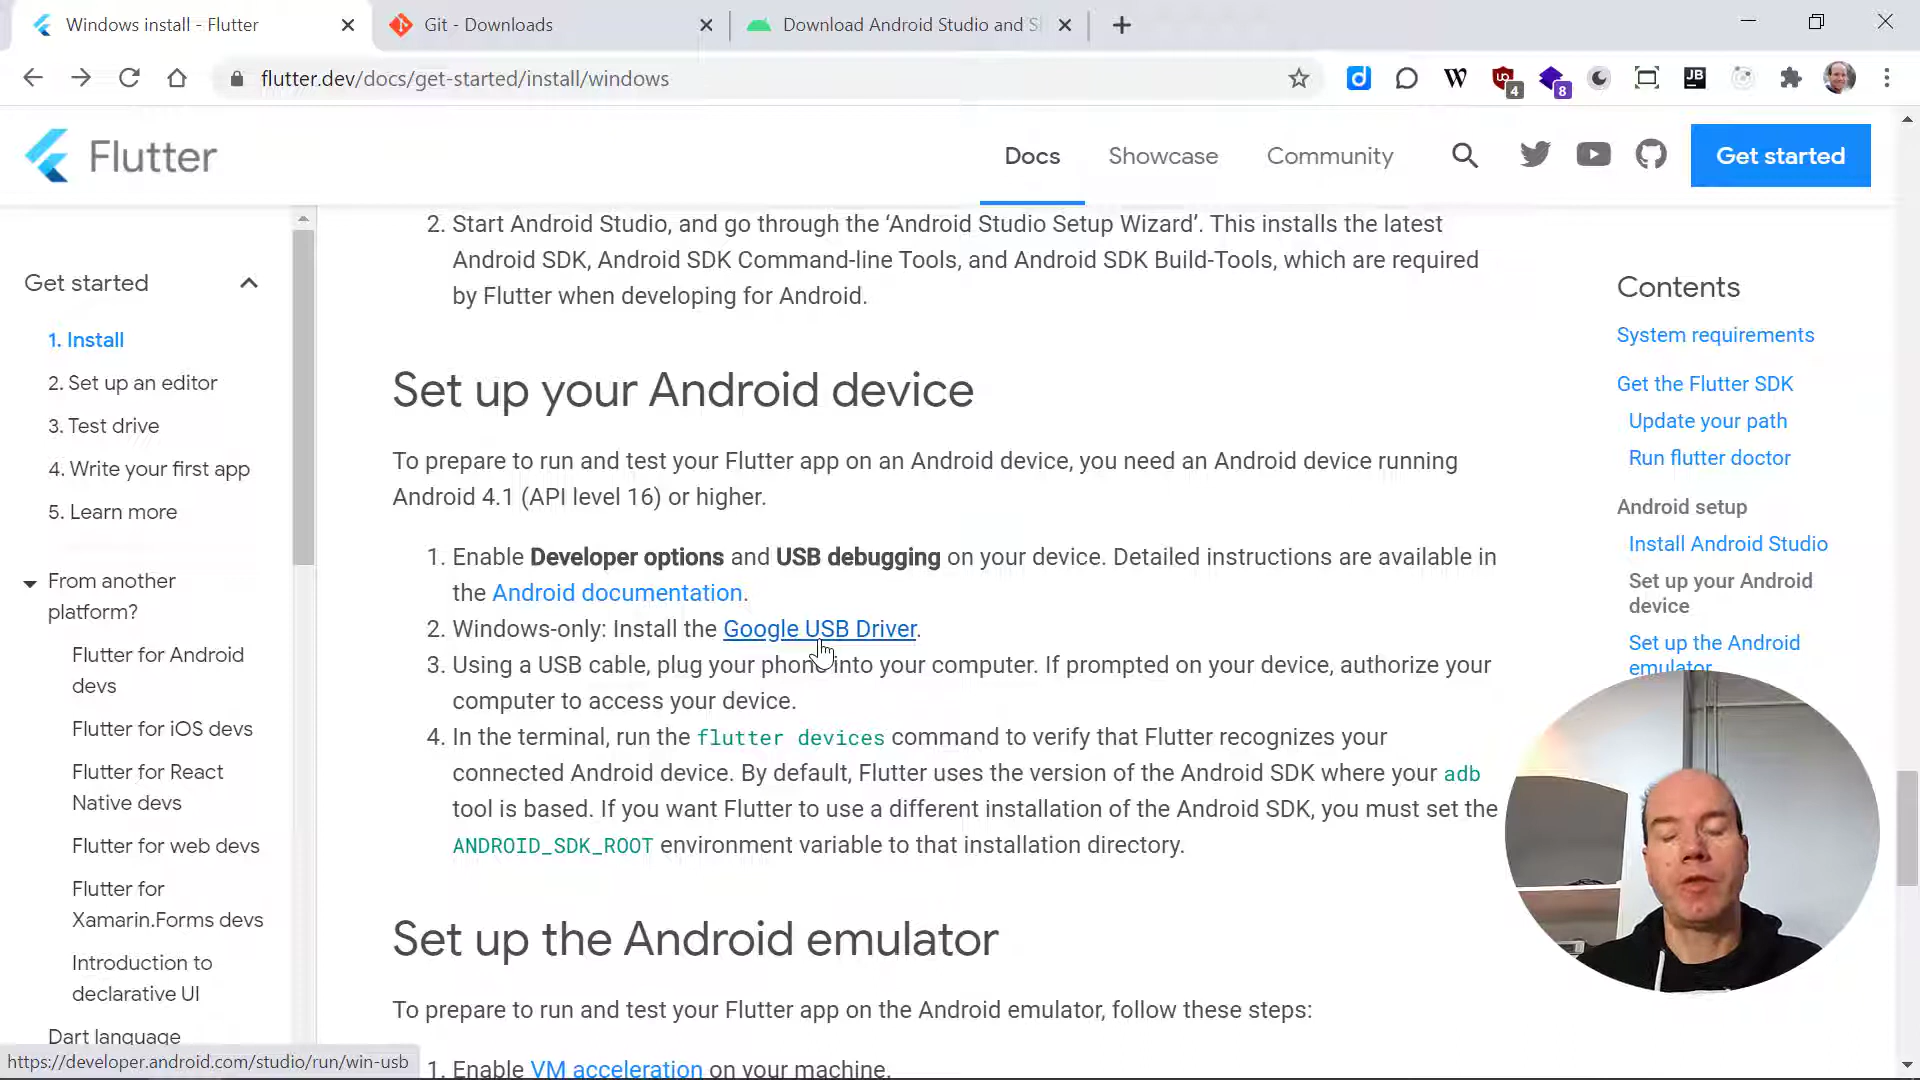 Windows install - Flutter
Git - Downloads
Download Android Studio and S
flutter.dev/docs/get-started/install/windows
4
8
JB
Flutter
Docs
Showcase
Community
Get started
Get started
1. Install
2. Set up an editor
3. Test drive
4. Write your first app
5. Learn more
From another
platform?
Flutter for Android
devs
Flutter for iOS devs
Flutter for React
Native devs
Flutter for web devs
Flutter for
Xamarin.Forms devs
Introduction to
declarative UI
Dart language
https://developer.android.com/studio/run/win-usb
2. Start Android Studio, and go through the ‘Android Studio Setup Wizard’. This installs the latest
Android SDK, Android SDK Command-line Tools, and Android SDK Build-Tools, which are required
by Flutter when developing for Android.
Set up your Android device
To prepare to run and test your Flutter app on an Android device, you need an Android device running
Android 4.1 (API level 16) or higher.
1. Enable Developer options and USB debugging on your device. Detailed instructions are available in
the Android documentation.
2. Windows-only: Install the Google USB Driver.
3. Using a USB cable, plug your phone into your computer. If prompted on your device, authorize your
computer to access your device.
4. In the terminal, run the flutter devices command to verify that Flutter recognizes your
connected Android device. By default, Flutter uses the version of the Android SDK where your adb
tool is based. If you want Flutter to use a different installation of the Android SDK, you must set the
ANDROID_SDK_ROOT environment variable to that installation directory.
Set up the Android emulator
To prepare to run and test your Flutter app on the Android emulator, follow these steps:
1. Enable VM acceleration on your machine.
Contents
System requirements
Get the Flutter SDK
Update your path
Run flutter doctor
Android setup
Install Android Studio
Set up your Android
device
Set up the Android
emulator